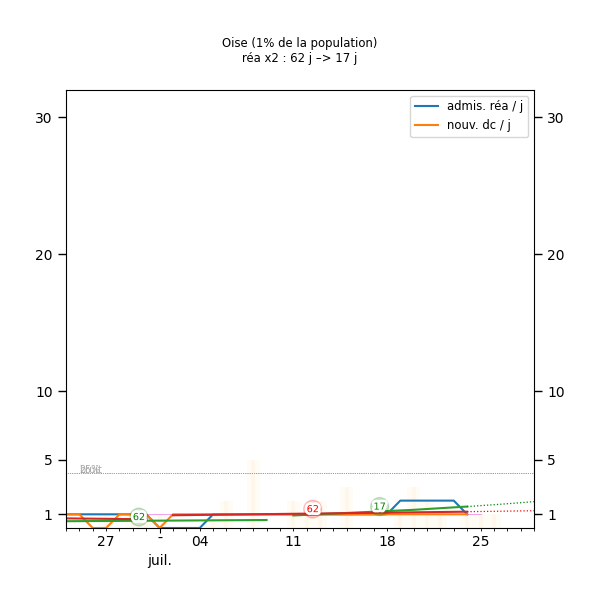 Oise (1% de la population)
réa x2 : 62 j –> 17 j
admis. réa / j
nouv. dc / j
30 30
20 20
10 10
5 5
62 62 17
1 1
27 - 04 11 18 25
juil.